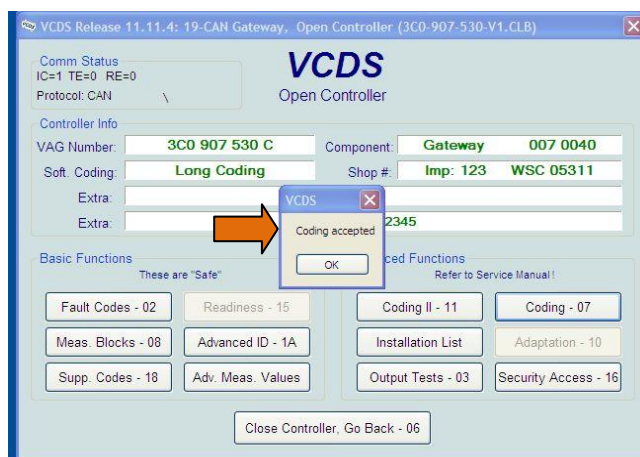 VCDS Release 11.11.4: 19-CAN Gateway, Open Controller (3C0-907-530-V1.CLB)
Comm Status
IC=1 TE=0 RE=0
Protocol: CAN \
VCDS
Open Controller
Controller Info
VAG Number: 3C0 907 530 C Component: Gateway 007 0040
Soft. Coding: Long Coding Shop #: Imp: 123 WSC 05311
Extra:
Extra: 2345
VCDS
Coding accepted
OK
Basic Functions
These are "Safe"
Fault Codes - 02 Readiness - 15
Meas. Blocks - 08 Advanced ID - 1A
Supp. Codes - 18 Adv. Meas. Values
ced Functions
Refer to Service Manual!
Coding II - 11 Coding - 07
Installation List Adaptation - 10
Output Tests - 03 Security Access - 16
Close Controller, Go Back - 06